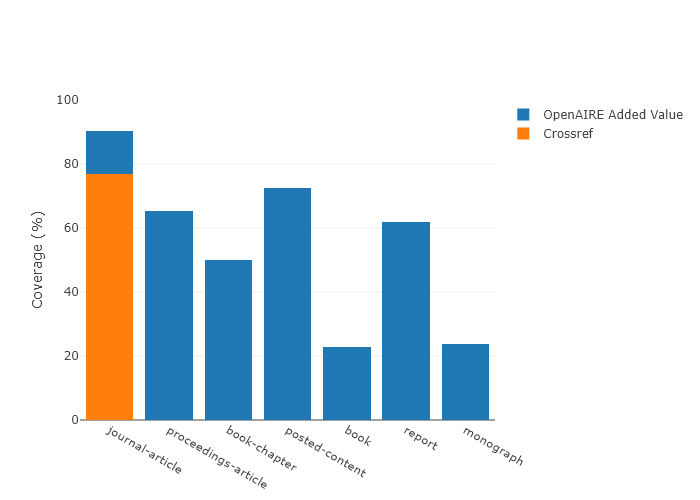 100
80
60
40
20
0
Coverage (%)
journal-article
proceedings-article
book-chapter
posted-content
book
report
monograph
OpenAIRE Added Value
Crossref